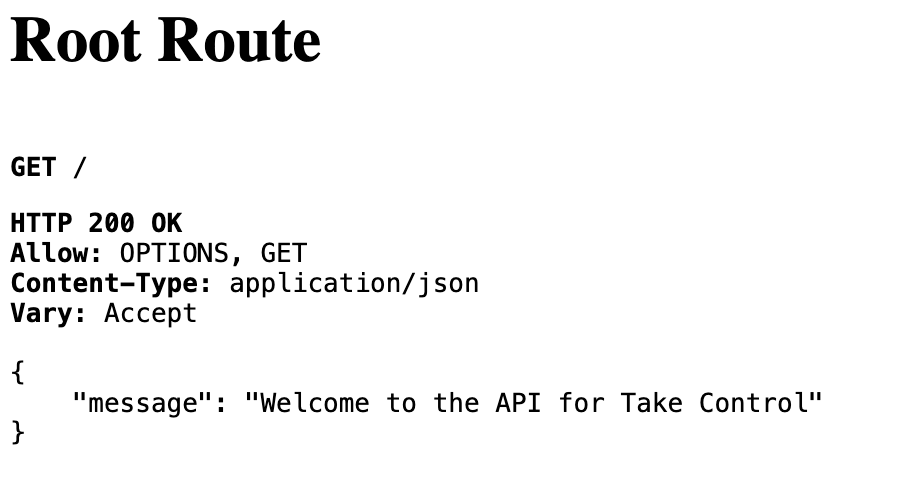 Root Route
GET /
HTTP 200 OK
Allow: OPTIONS, GET
Content-Type: application/json
Vary: Accept
{
    "message": "Welcome to the API for Take Control"
}